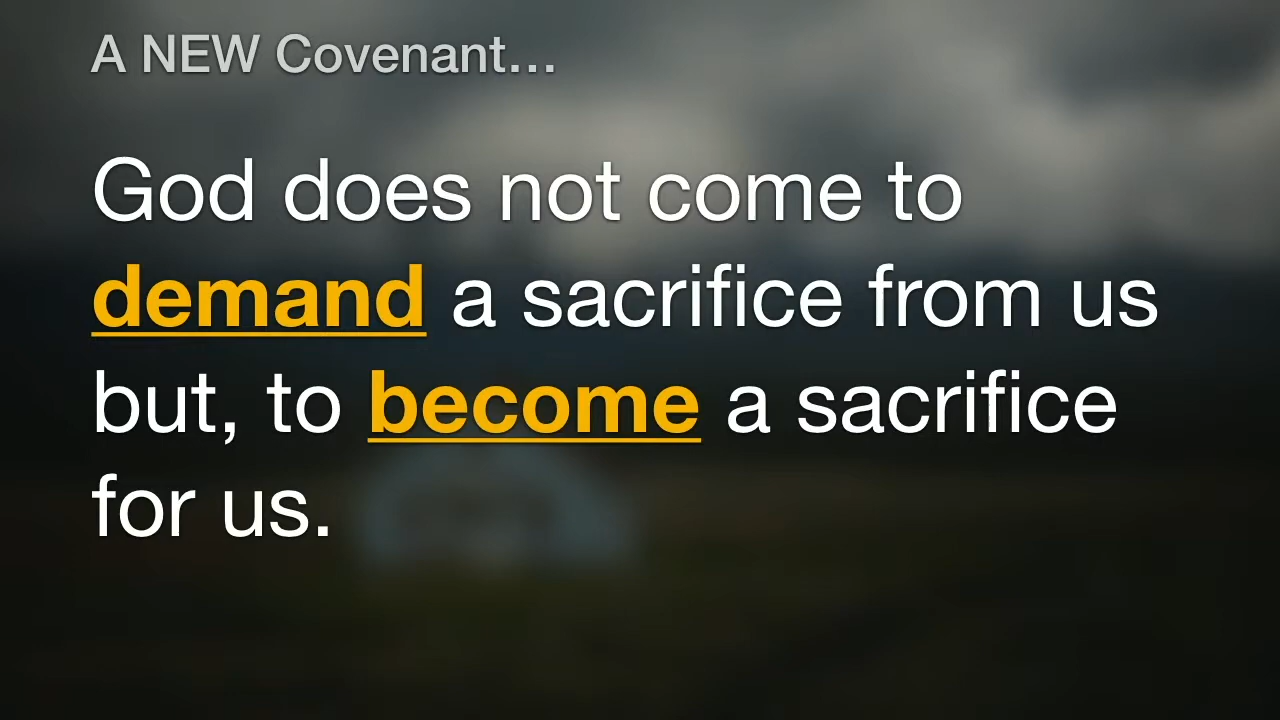 A NEW Covenant...
God does not come to
demand a sacrifice from us
but, to become a sacrifice
for us.